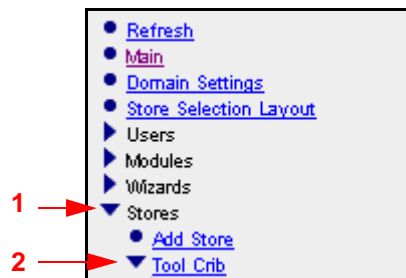 Refresh
Main
Domain Settings
Store Selection Layout
Users
Modules
Wizards
1 Stores
Add Store
2 Tool Crib